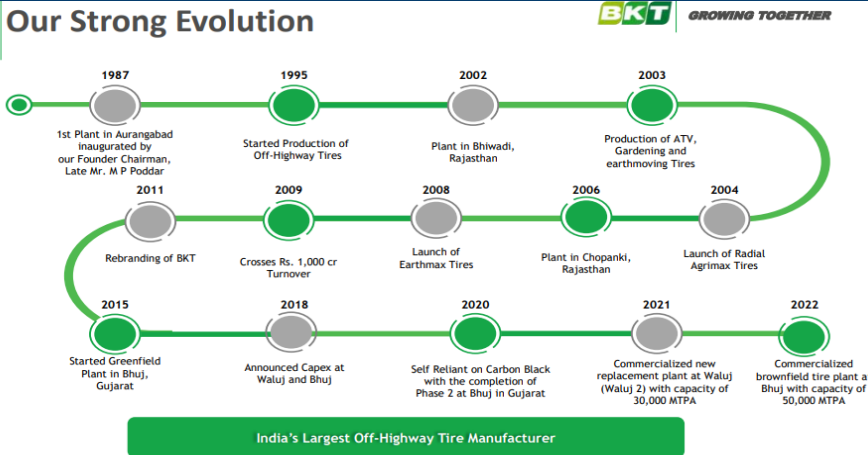 Our Strong Evolution
BKT GROWING TOGETHER
1987
1st Plant in Aurangabad
inaugurated by
our Founder Chairman,
Late Mr. M P Poddar
1995
Started Production of
Off-Highway Tires
2002
Plant in Bhiwadi,
Rajasthan
2003
Production of ATV,
Gardening and
earthmoving Tires
2004
Launch of Radial
Agrimax Tires
2006
Plant in Chopanki,
Rajasthan
2008
Launch of
Earthmax Tires
2009
Crosses Rs. 1,000 cr
Turnover
2011
Rebranding of BKT
2015
Started Greenfield
Plant in Bhuj,
Gujarat
2018
Announced Capex at
Waluj and Bhuj
2020
Self Reliant on Carbon Black
with the completion of
Phase 2 at Bhuj in Gujarat
2021
Commercialized new
replacement plant at Waluj
(Waluj 2) with capacity of
30,000 MTPA
2022
Commercialized
brownfield tire plant a
Bhuj with capacity of
50,000 MTPA
India's Largest Off-Highway Tire Manufacturer